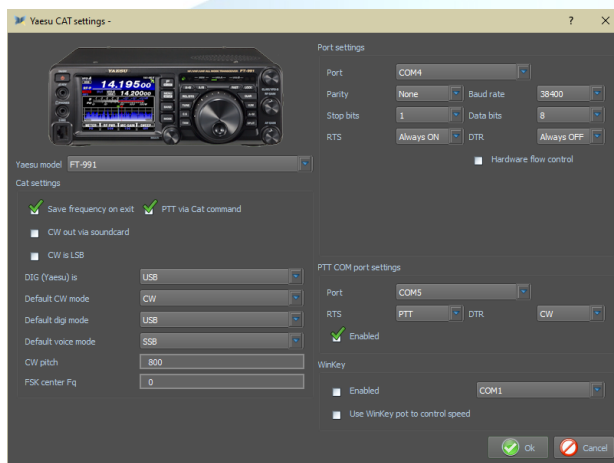 Yaesu CAT settings -
YAESU
FT-991
14.195.00
14.200.00
Yaesu model FT-991
Cat settings
Save frequency on exit PTT via Cat command
CW out via soundcard
CW is LSB
DIG (Yaesu) is USB
Default CW mode CW
Default digi mode USB
Default voice mode SSB
CW pitch 800
FSK center Fq 0
Port settings
Port COM4
Parity None Baud rate 38400
Stop bits 1 Data bits 8
RTS Always ON DTR Always OFF
Hardware flow control
PTT COM port settings
Port COM5
RTS PTT DTR CW
Enabled
WinKey
Enabled COM1
Use WinKey pot to control speed
Ok Cancel